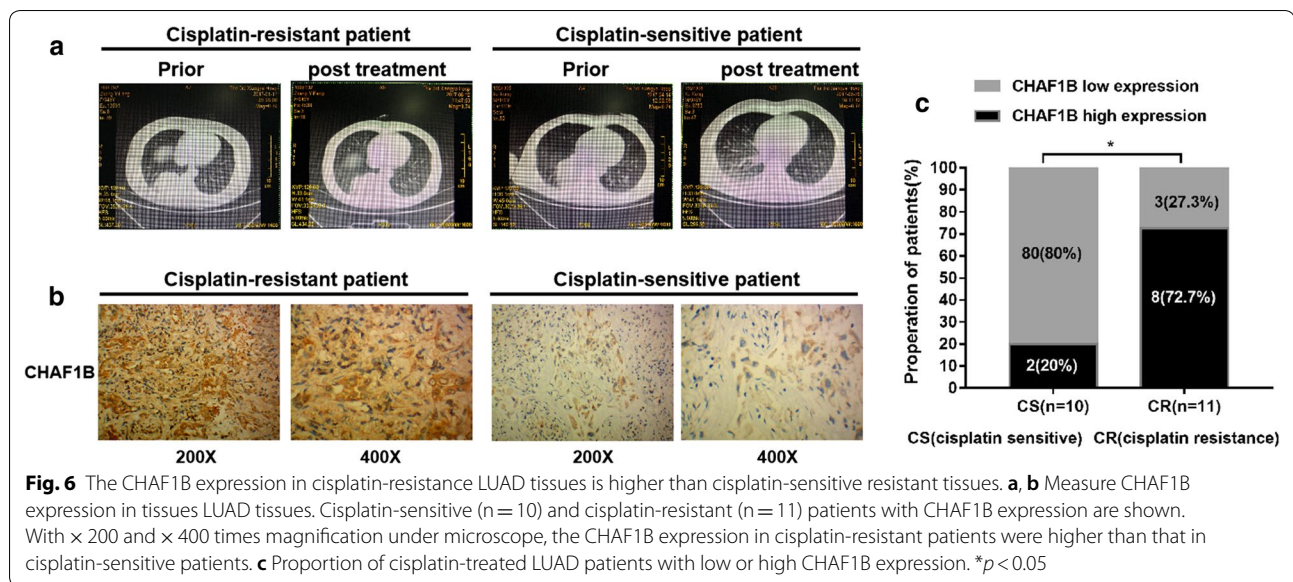 a
Cisplatin-resistant patient
Cisplatin-sensitive patient
Prior
post treatment
Prior
post treatment
b
Cisplatin-resistant patient
Cisplatin-sensitive patient
CHAF1B
200X
400X
200X
400X
c
CHAF1B low expression
CHAF1B high expression
*
Properation of patients(%)
100
90
80
70
60
50
40
30
20
10
0
80(80%)
2(20%)
3(27.3%)
8(72.7%)
CS(n=10)
CR(n=11)
CS(cisplatin sensitive)
CR(cisplatin resistance)
Fig. 6 The CHAF1B expression in cisplatin-resistance LUAD tissues is higher than cisplatin-sensitive resistant tissues. a, b Measure CHAF1B
expression in tissues LUAD tissues. Cisplatin-sensitive (n = 10) and cisplatin-resistant (n = 11) patients with CHAF1B expression are shown.
With × 200 and × 400 times magnification under microscope, the CHAF1B expression in cisplatin-resistant patients were higher than that in
cisplatin-sensitive patients. c Proportion of cisplatin-treated LUAD patients with low or high CHAF1B expression. *p < 0.05